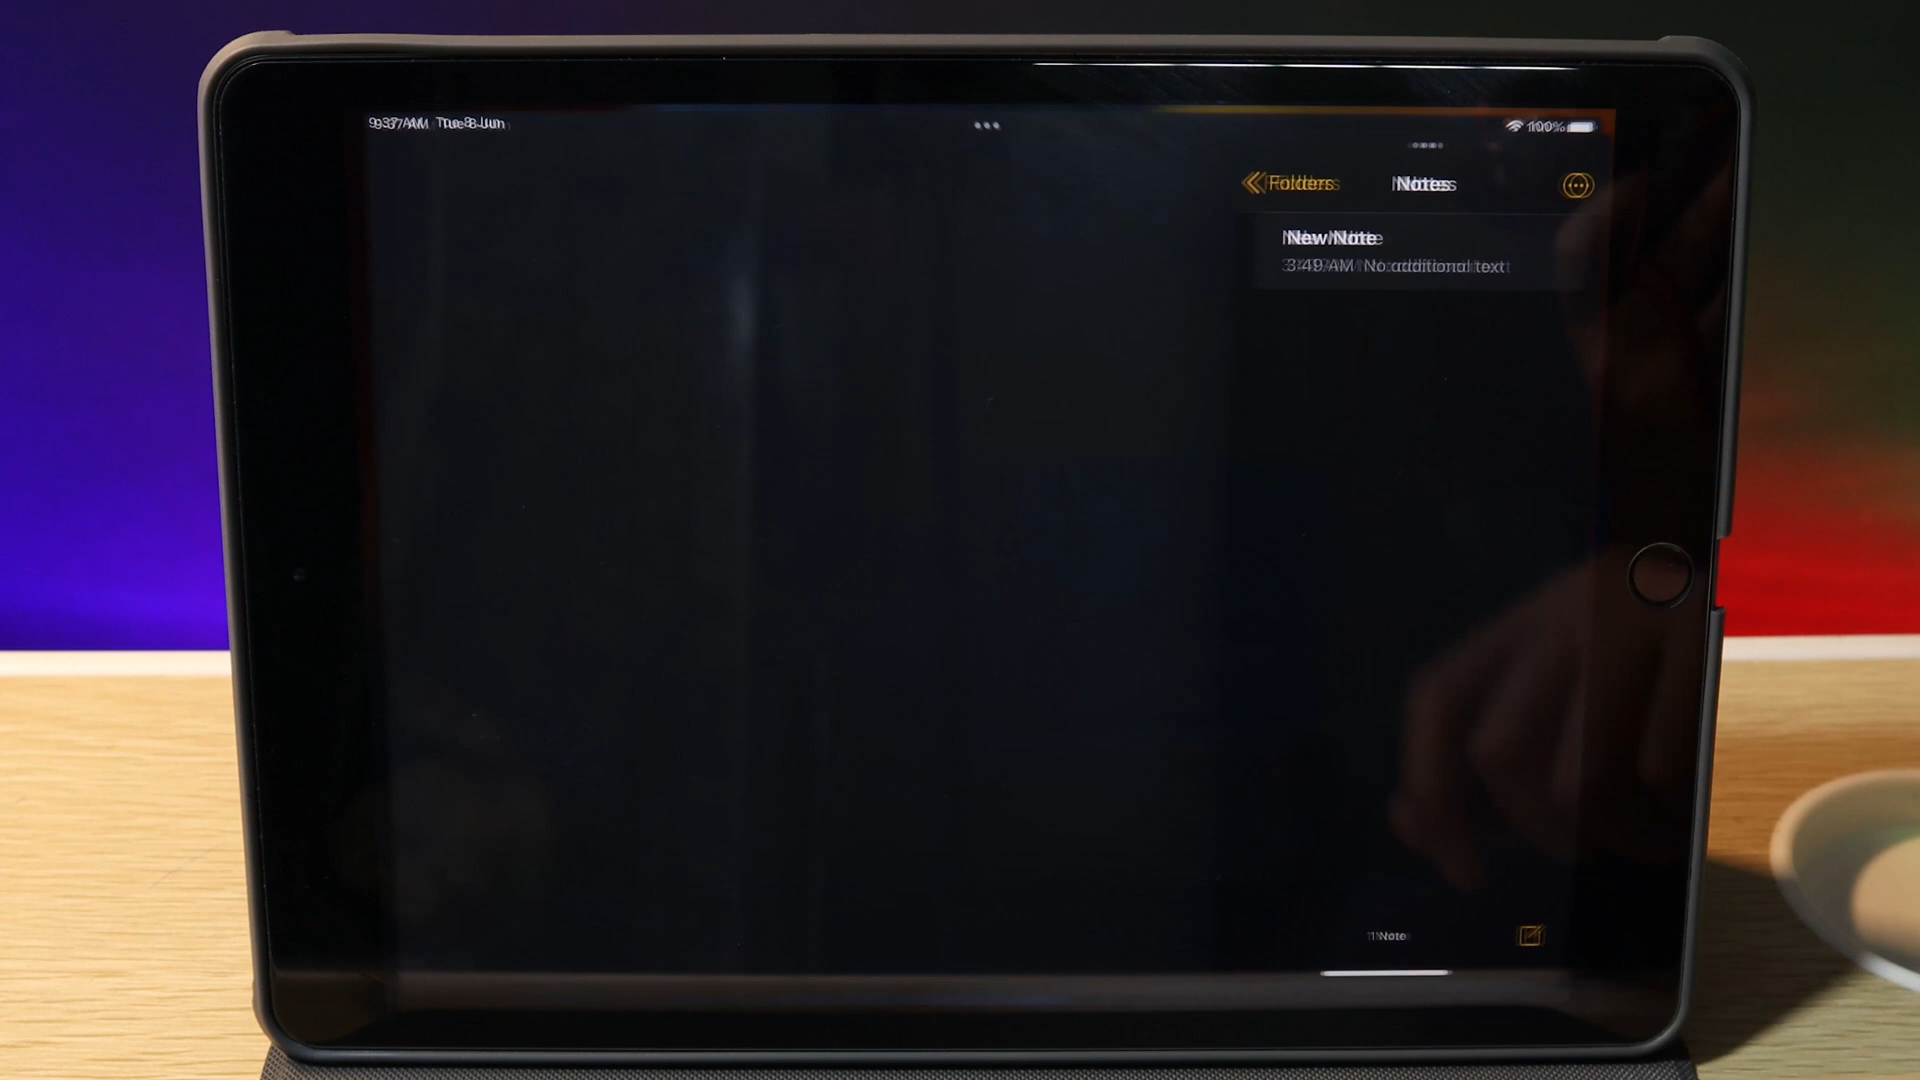 9:37 AM Tue 8 Jun
100%
Folders
Notes
New Note
3:49 AM No additional text
1 Note